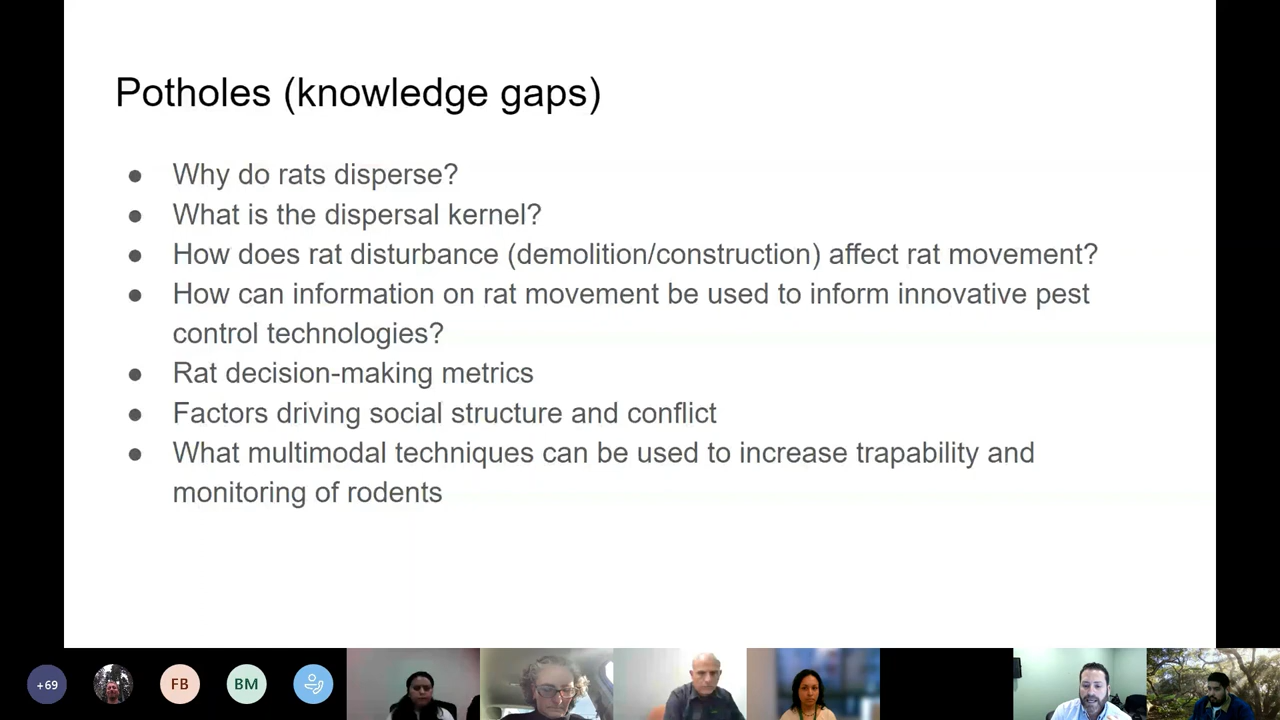 Potholes (knowledge gaps)
● Why do rats disperse?
● What is the dispersal kernel?
● How does rat disturbance (demolition/construction) affect rat movement?
● How can information on rat movement be used to inform innovative pest
control technologies?
● Rat decision-making metrics
● Factors driving social structure and conflict
● What multimodal techniques can be used to increase trapability and
monitoring of rodents
+69 FB BM